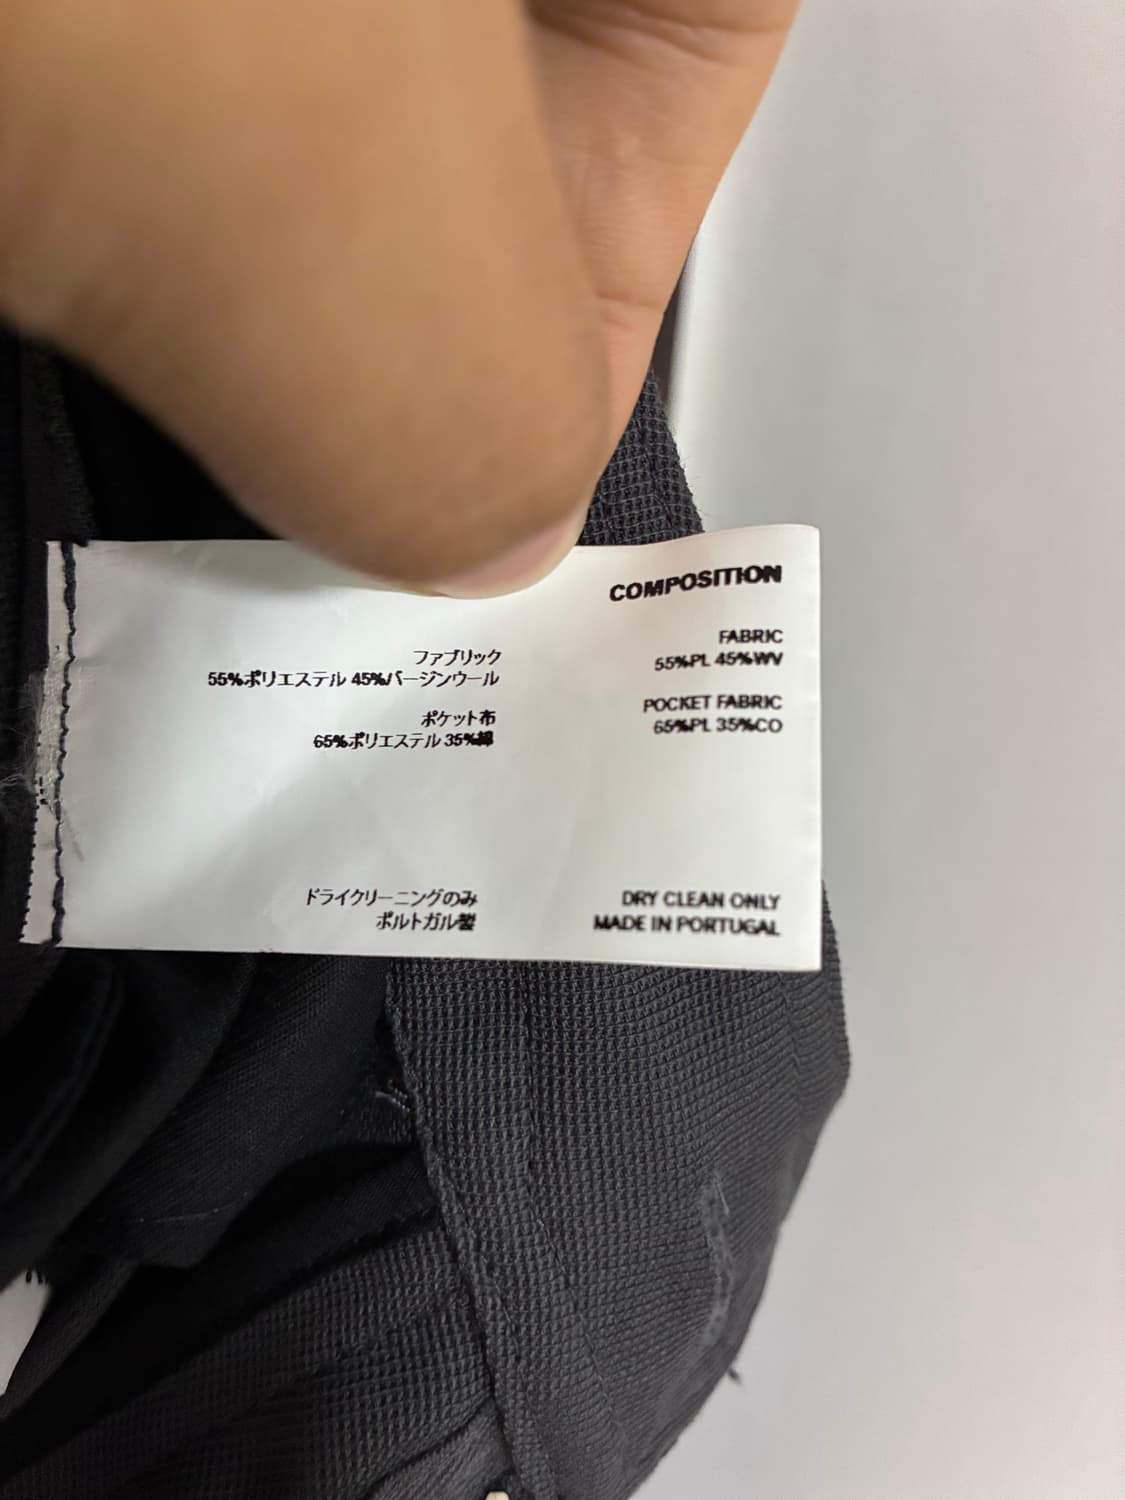 COMPOSITION
ファブリック
55%ポリエステル 45%バージンウール
ポケット布
65%ポリエステル 35%綿
FABRIC
55%PL 45%WV
POCKET FABRIC
65%PL 35%CO
ドライクリーニングのみ
ポルトガル製
DRY CLEAN ONLY
MADE IN PORTUGAL